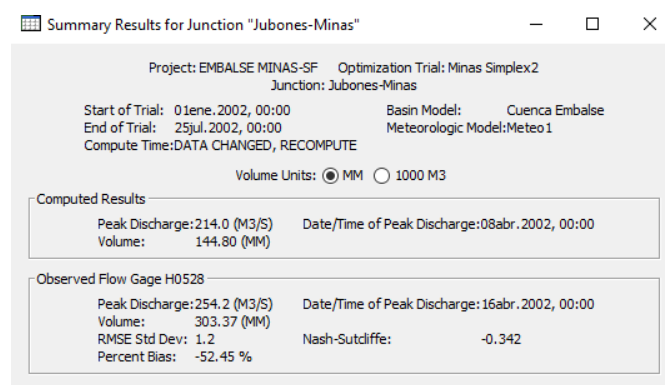 Summary Results for Junction "Jubones-Minas"
Project: EMBALSE MINAS-SF Optimization Trial: Minas Simplex2
Junction: Jubones-Minas
Start of Trial: 01ene.2002, 00:00 Basin Model: Cuenca Embalse
End of Trial: 25jul.2002, 00:00 Meteorologic Model:Meteo1
Compute Time:DATA CHANGED, RECOMPUTE
Volume Units: MM 1000 M3
Computed Results
Peak Discharge:214.0 (M3/S) Date/Time of Peak Discharge:08abr.2002, 00:00
Volume: 144.80 (MM)
Observed Flow Gage H0528
Peak Discharge:254.2 (M3/S) Date/Time of Peak Discharge:16abr.2002, 00:00
Volume: 303.37 (MM)
RMSE Std Dev: 1.2 Nash-Sutcliffe: -0.342
Percent Bias: -52.45 %